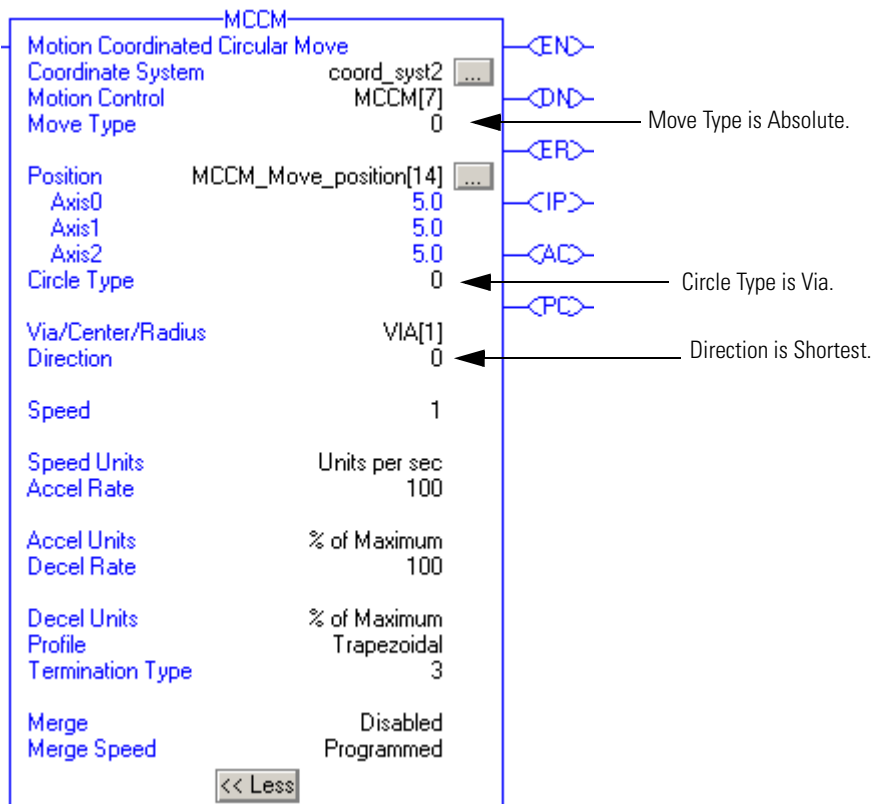 MCCM
Motion Coordinated Circular Move
EN
Coordinate System coord_syst2 ...
Motion Control MCCM[7]
DN
Move Type 0
Move Type is Absolute.
ER
Position MCCM_Move_position[14] ...
Axis0 5.0
IP
Axis1 5.0
Axis2 5.0
AC
Circle Type 0
Circle Type is Via.
PC
Via/Center/Radius VIA[1]
Direction 0
Direction is Shortest.
Speed 1
Speed Units Units per sec
Accel Rate 100
Accel Units % of Maximum
Decel Rate 100
Decel Units % of Maximum
Profile Trapezoidal
Termination Type 3
Merge Disabled
Merge Speed Programmed
<< Less